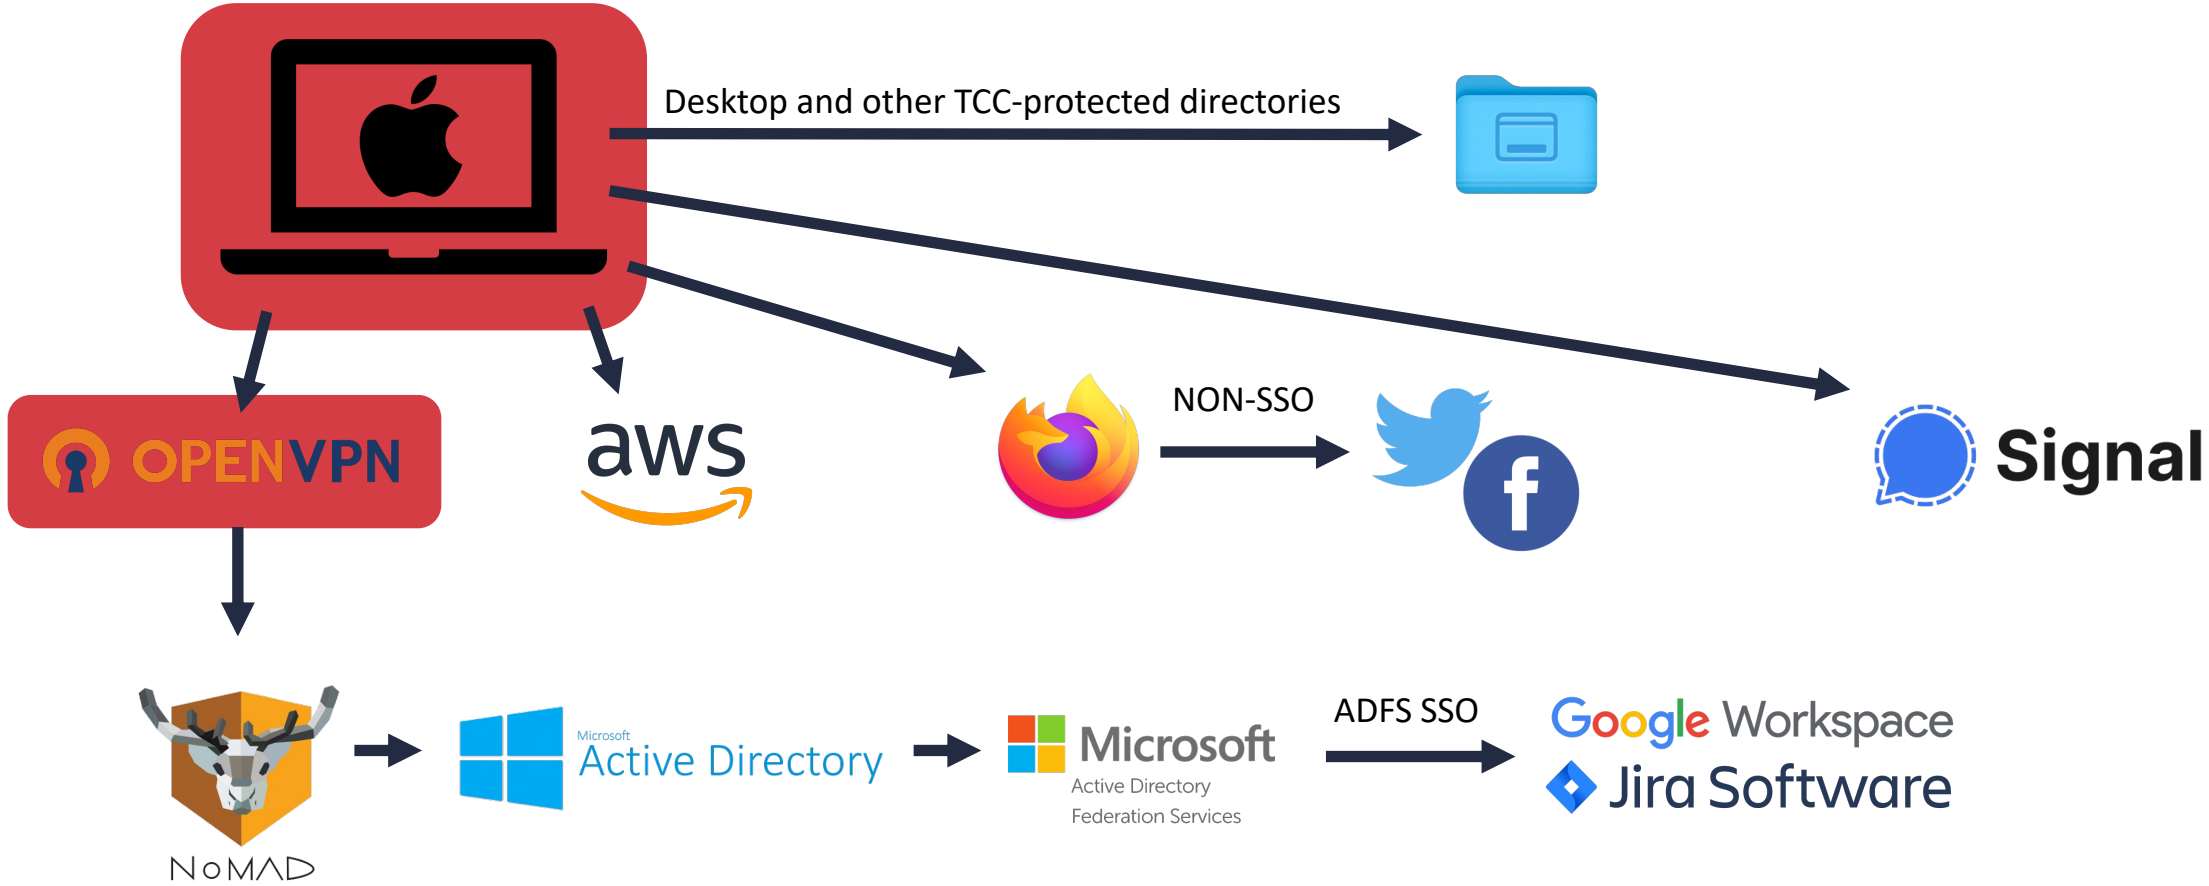 Desktop and other TCC-protected directories
OPENVPN
aws
NON-SSO
f
Signal
NoMAD
Microsoft
Active Directory
Microsoft
Active Directory
Federation Services
ADFS SSO
Google Workspace
Jira Software